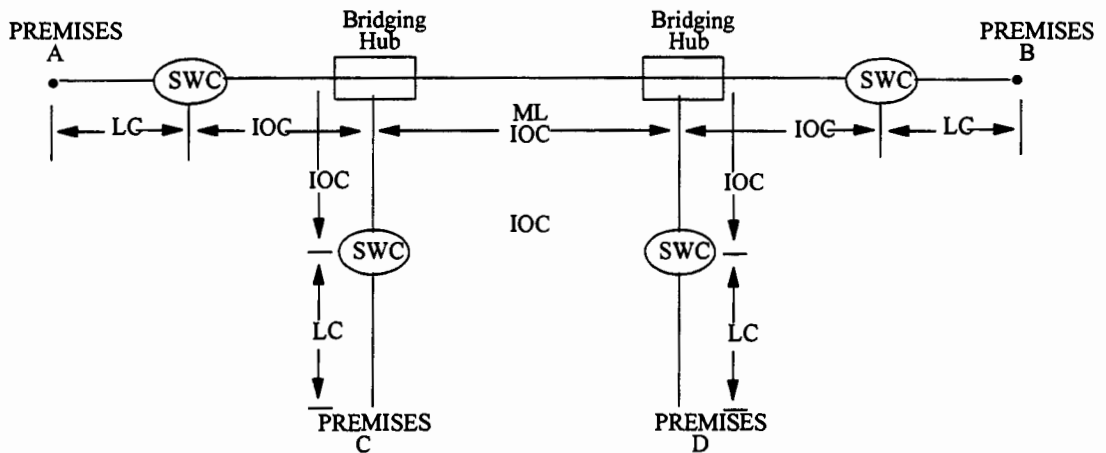 PREMISES
A
Bridging
Hub
Bridging
Hub
PREMISES
B
SWC
SWC
LC
IOC
ML
IOC
IOC
LC
IOC
IOC
IOC
SWC
SWC
LC
LC
PREMISES
C
PREMISES
D